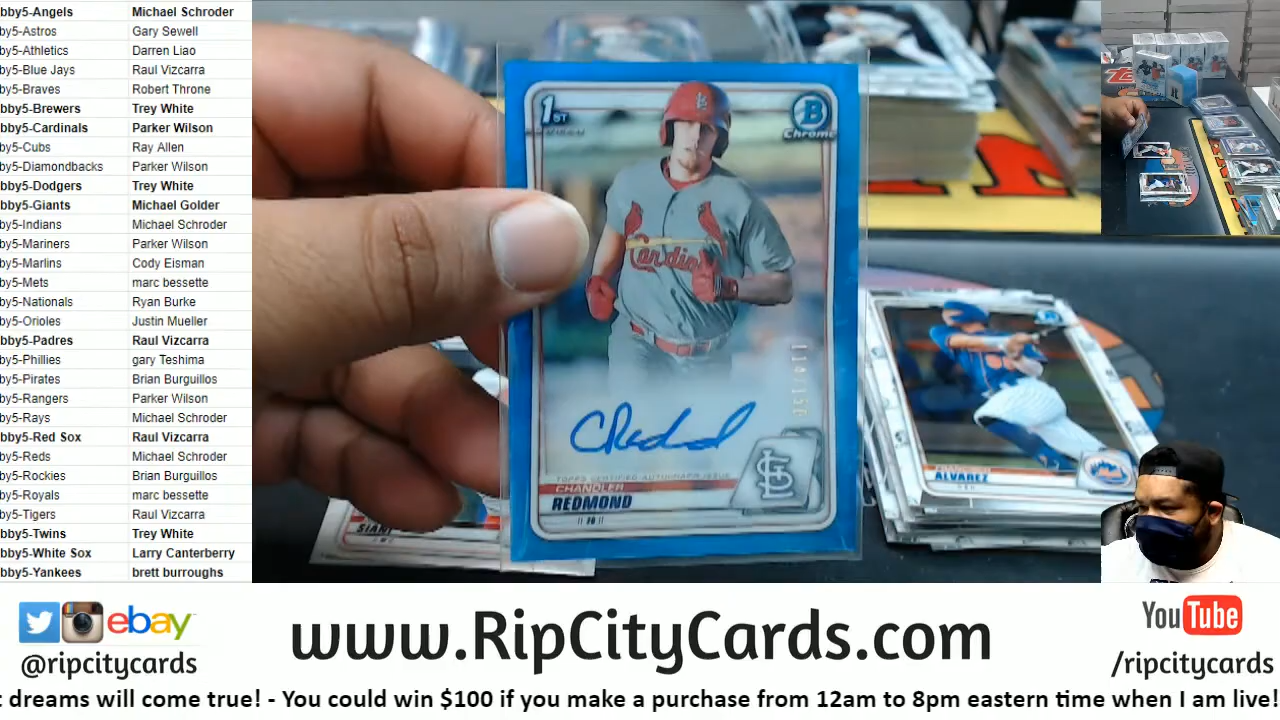 bby5-Angels Michael Schroder
by5-Astros Gary Sewell
by5-Athletics Darren Liao
by5-Blue Jays Raul Vizcarra
by5-Braves Robert Throne
bby5-Brewers Trey White
bby5-Cardinals Parker Wilson
by5-Cubs Ray Allen
by5-Diamondbacks Parker Wilson
bby5-Dodgers Trey White
bby5-Giants Michael Golder
by5-Indians Michael Schroder
by5-Mariners Parker Wilson
by5-Marlins Cody Eisman
by5-Mets marc bessette
by5-Nationals Ryan Burke
by5-Orioles Justin Mueller
bby5-Padres Raul Vizcarra
by5-Phillies gary Teshima
by5-Pirates Brian Burguillos
by5-Rangers Parker Wilson
by5-Rays Michael Schroder
bby5-Red Sox Raul Vizcarra
by5-Reds Michael Schroder
by5-Rockies Brian Burguillos
by5-Royals marc bessette
by5-Tigers Raul Vizcarra
bby5-Twins Trey White
bby5-White Sox Larry Canterberry
bby5-Yankees brett burroughs
1ST
B
Chrome
Cardinals
TOPPS CERTIFIED AUTOGRAPH ISSUE
CHANDLER
REDMOND
ALVAREZ
ebay
@ripcitycards
www.RipCityCards.com
YouTube
/ripcitycards
dreams will come true! - You could win $100 if you make a purchase from 12am to 8pm eastern time when I am live!